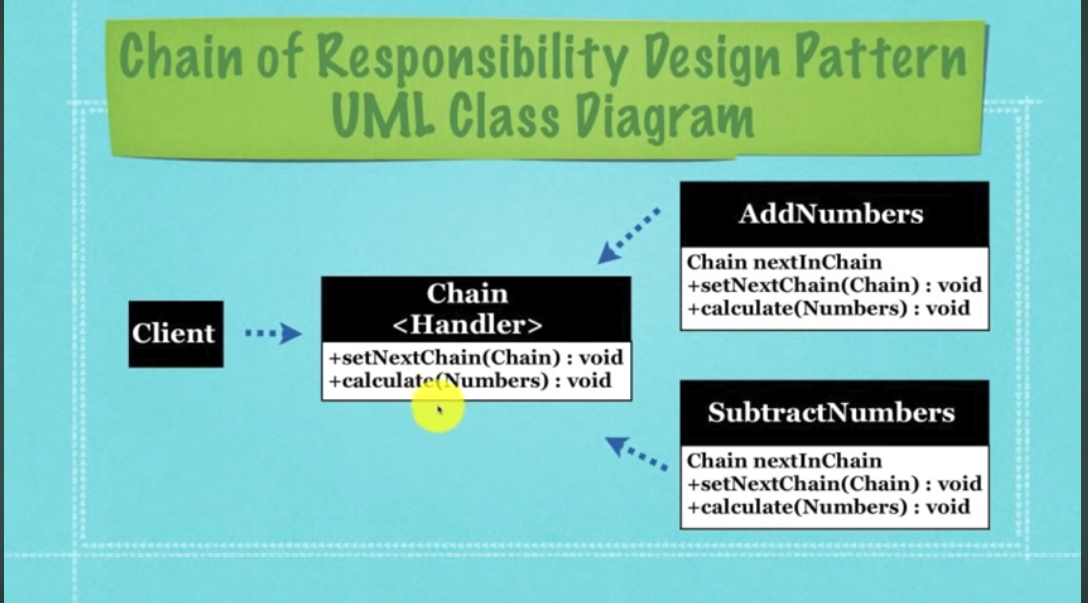 Chain of Responsibility Design Pattern
UML Class Diagram
Client
Chain
<Handler>
+setNextChain(Chain) : void
+calculate(Numbers) : void
AddNumbers
Chain nextInChain
+setNextChain(Chain) : void
+calculate(Numbers) : void
SubtractNumbers
Chain nextInChain
+setNextChain(Chain) : void
+calculate(Numbers) : void